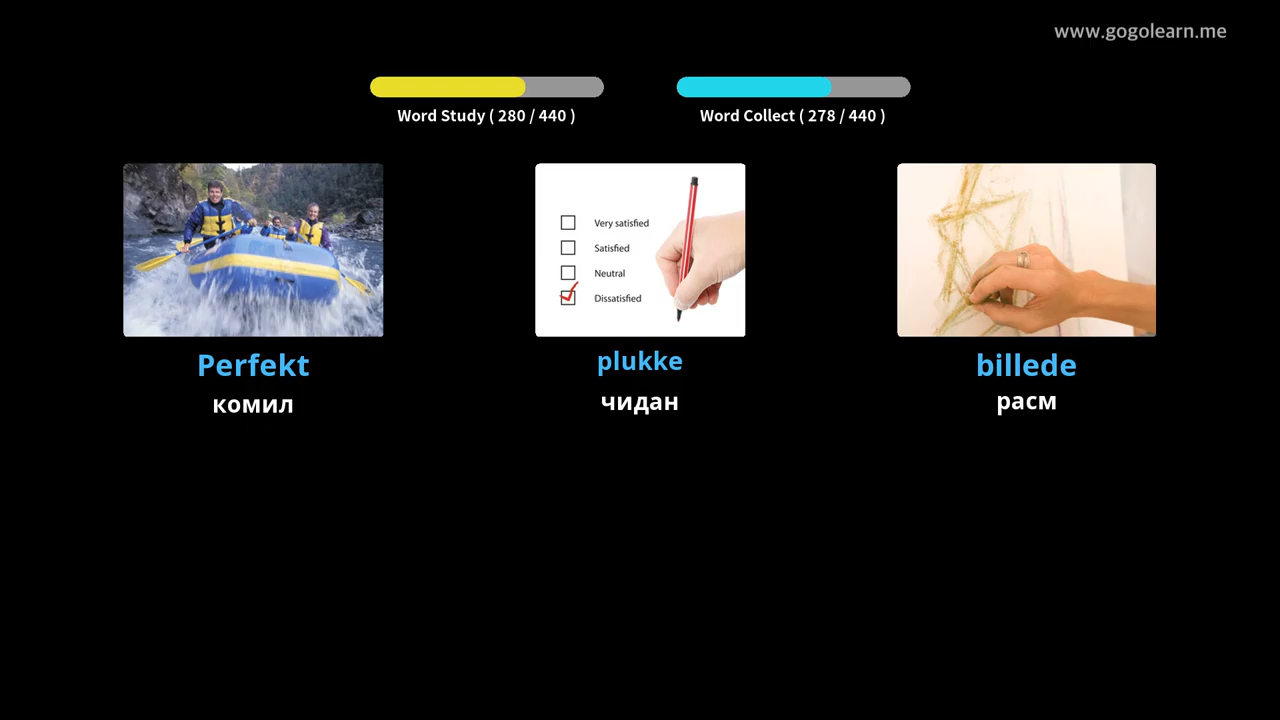 www.gogolearn.me
Word Study ( 280 / 440 )
Word Collect ( 278 / 440 )
Very satisfied
Satisfied
Neutral
Dissatisfied
Perfekt
комил
plukke
чидан
billede
расм